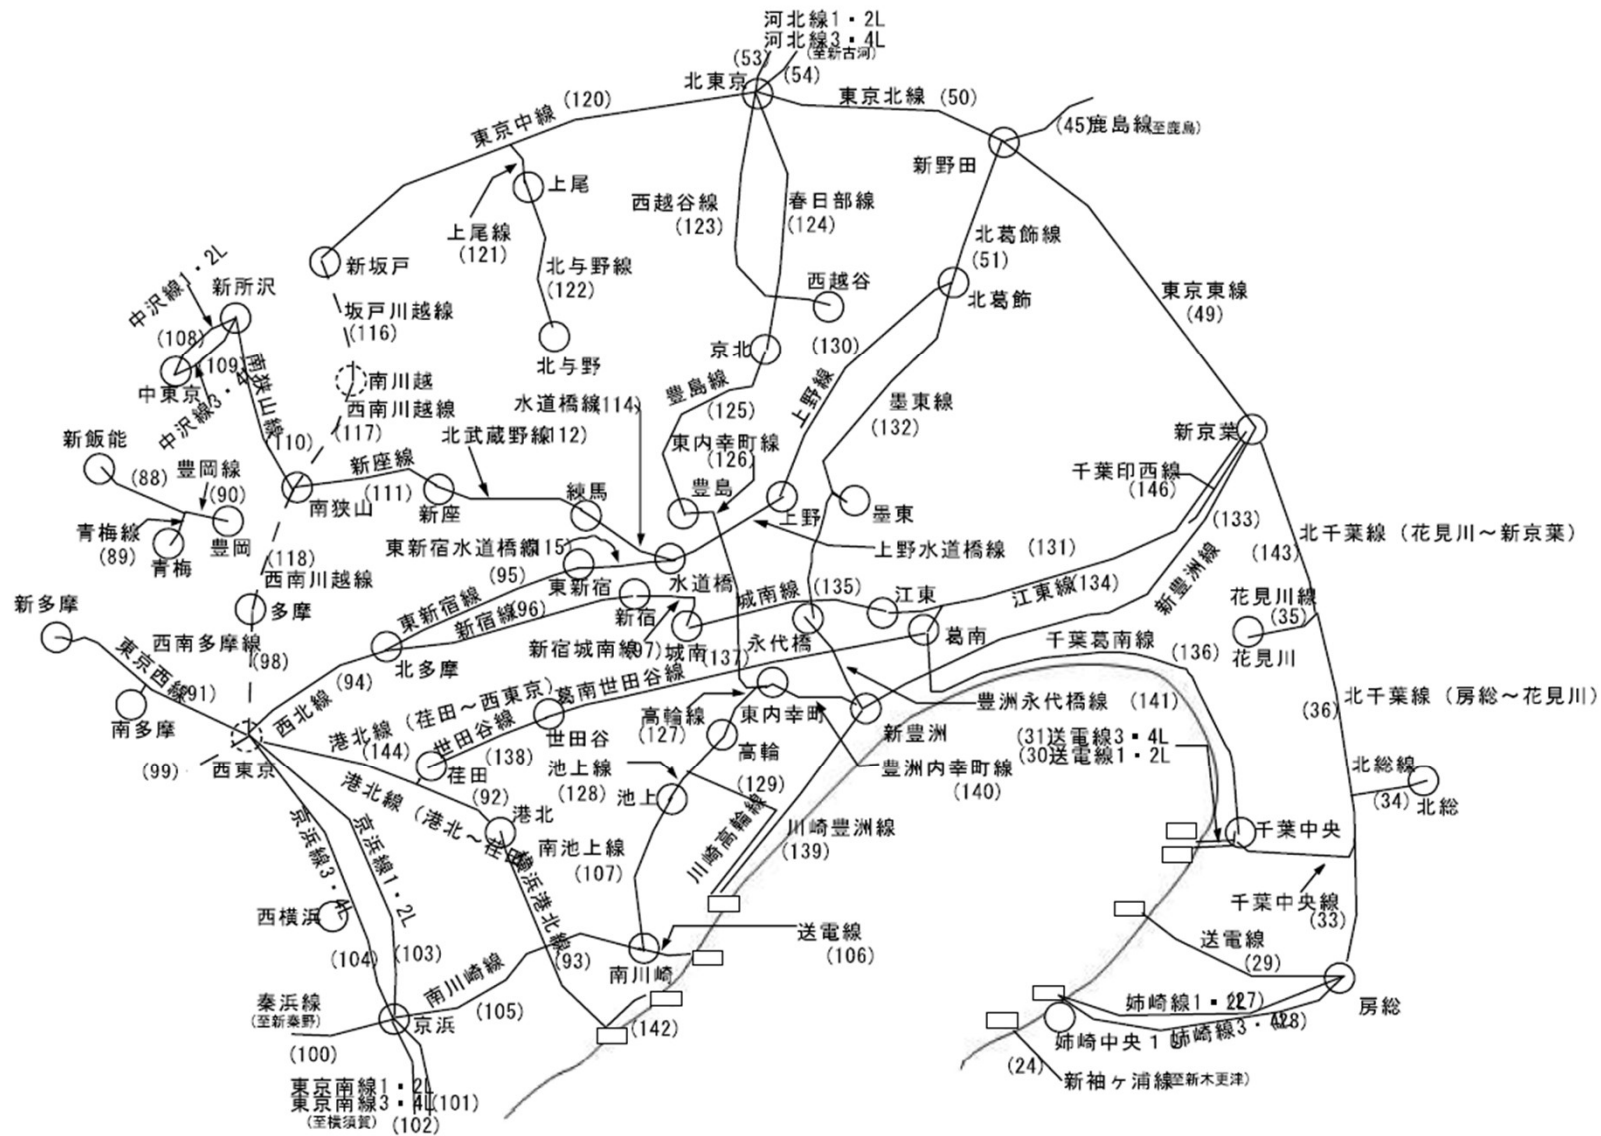 河北線1・2L
河北線3・4L
(至新古河)
(53)
(54)
北東京
東京北線 (50)
東京中線 (120)
(45)鹿島線(至鹿島)
新野田
上尾
上尾線
(121)
西越谷線
(123)
春日部線
(124)
北葛飾線
(51)
新坂戸
北与野線
(122)
西越谷
北葛飾
東京東線
(49)
中沢線1・2L
新所沢
坂戸川越線
(116)
(108)
(109)
中東京
中沢線3・4
南狭山線
(110)
南川越
西南川越線
(117)
北与野
京北
(130)
上野線
豊島線
(125)
水道橋線(114)
墨東線
(132)
新京葉
新飯能
(88)
豊岡線
(90)
青梅線
(89)
青梅
豊岡
新座線
(111)
北武蔵野線(112)
東内幸町線
(126)
千葉印西線
(146)
南狭山
新座
練馬
豊島
上野
墨東
(133)
北千葉線(花見川～新京葉)
(143)
(118)
西南川越線
東新宿水道橋線(115)
上野水道橋線 (131)
(95)
東新宿
水道橋
城南線 (135)
江東
江東線(134)
新豊洲線
新多摩
多摩
東新宿線
新宿線(96)
新宿
花見川線
(35)
西南多摩線
(98)
東京西線(91)
北多摩
新宿城南線(97)
城南
(137)
永代橋
葛南
千葉葛南線
(136)
花見川
(94)
西北線
南多摩
港北線(荏田～西東京)
(144)
葛南世田谷線
高輪線
(127)
東内幸町
豊洲永代橋線 (141)
北千葉線(房総～花見川)
(36)
(99)
西東京
世田谷線
(138)
世田谷
高輪
新豊洲
(31)送電線3・4L
(30)送電線1・2L
荏田
(92)
池上線
(128)
池上
(129)
豊洲内幸町線
(140)
北総線
(34)
北総
港北線(港北～荏田)
港北
川崎高輪線
川崎豊洲線
(139)
千葉中央
京浜線3・4L
京浜線1・2L
南池上線
(107)
横浜港北線(93)
千葉中央線
(33)
西横浜
(104)
(103)
送電線
(106)
送電線
(29)
南川崎線
(105)
南川崎
房総
秦浜線
(至新秦野)
(100)
京浜
(142)
姉崎線1・2L(27)
姉崎線3・4L(28)
姉崎中央1L
(24)
新袖ヶ浦線(至新木更津)
東京南線1・2L
東京南線3・4L(101)
(至横須賀)
(102)